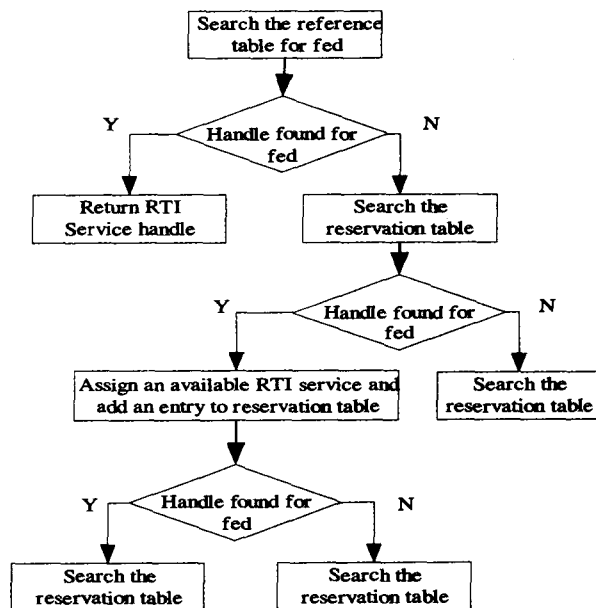 Search the reference
table for fed
Y
Handle found for
fed
N
Return RTI
Service handle
Search the
reservation table
Y
Handle found for
fed
N
Assign an available RTI service and
add an entry to reservation table
Search the
reservation table
Y
Handle found for
fed
N
Search the
reservation table
Search the
reservation table